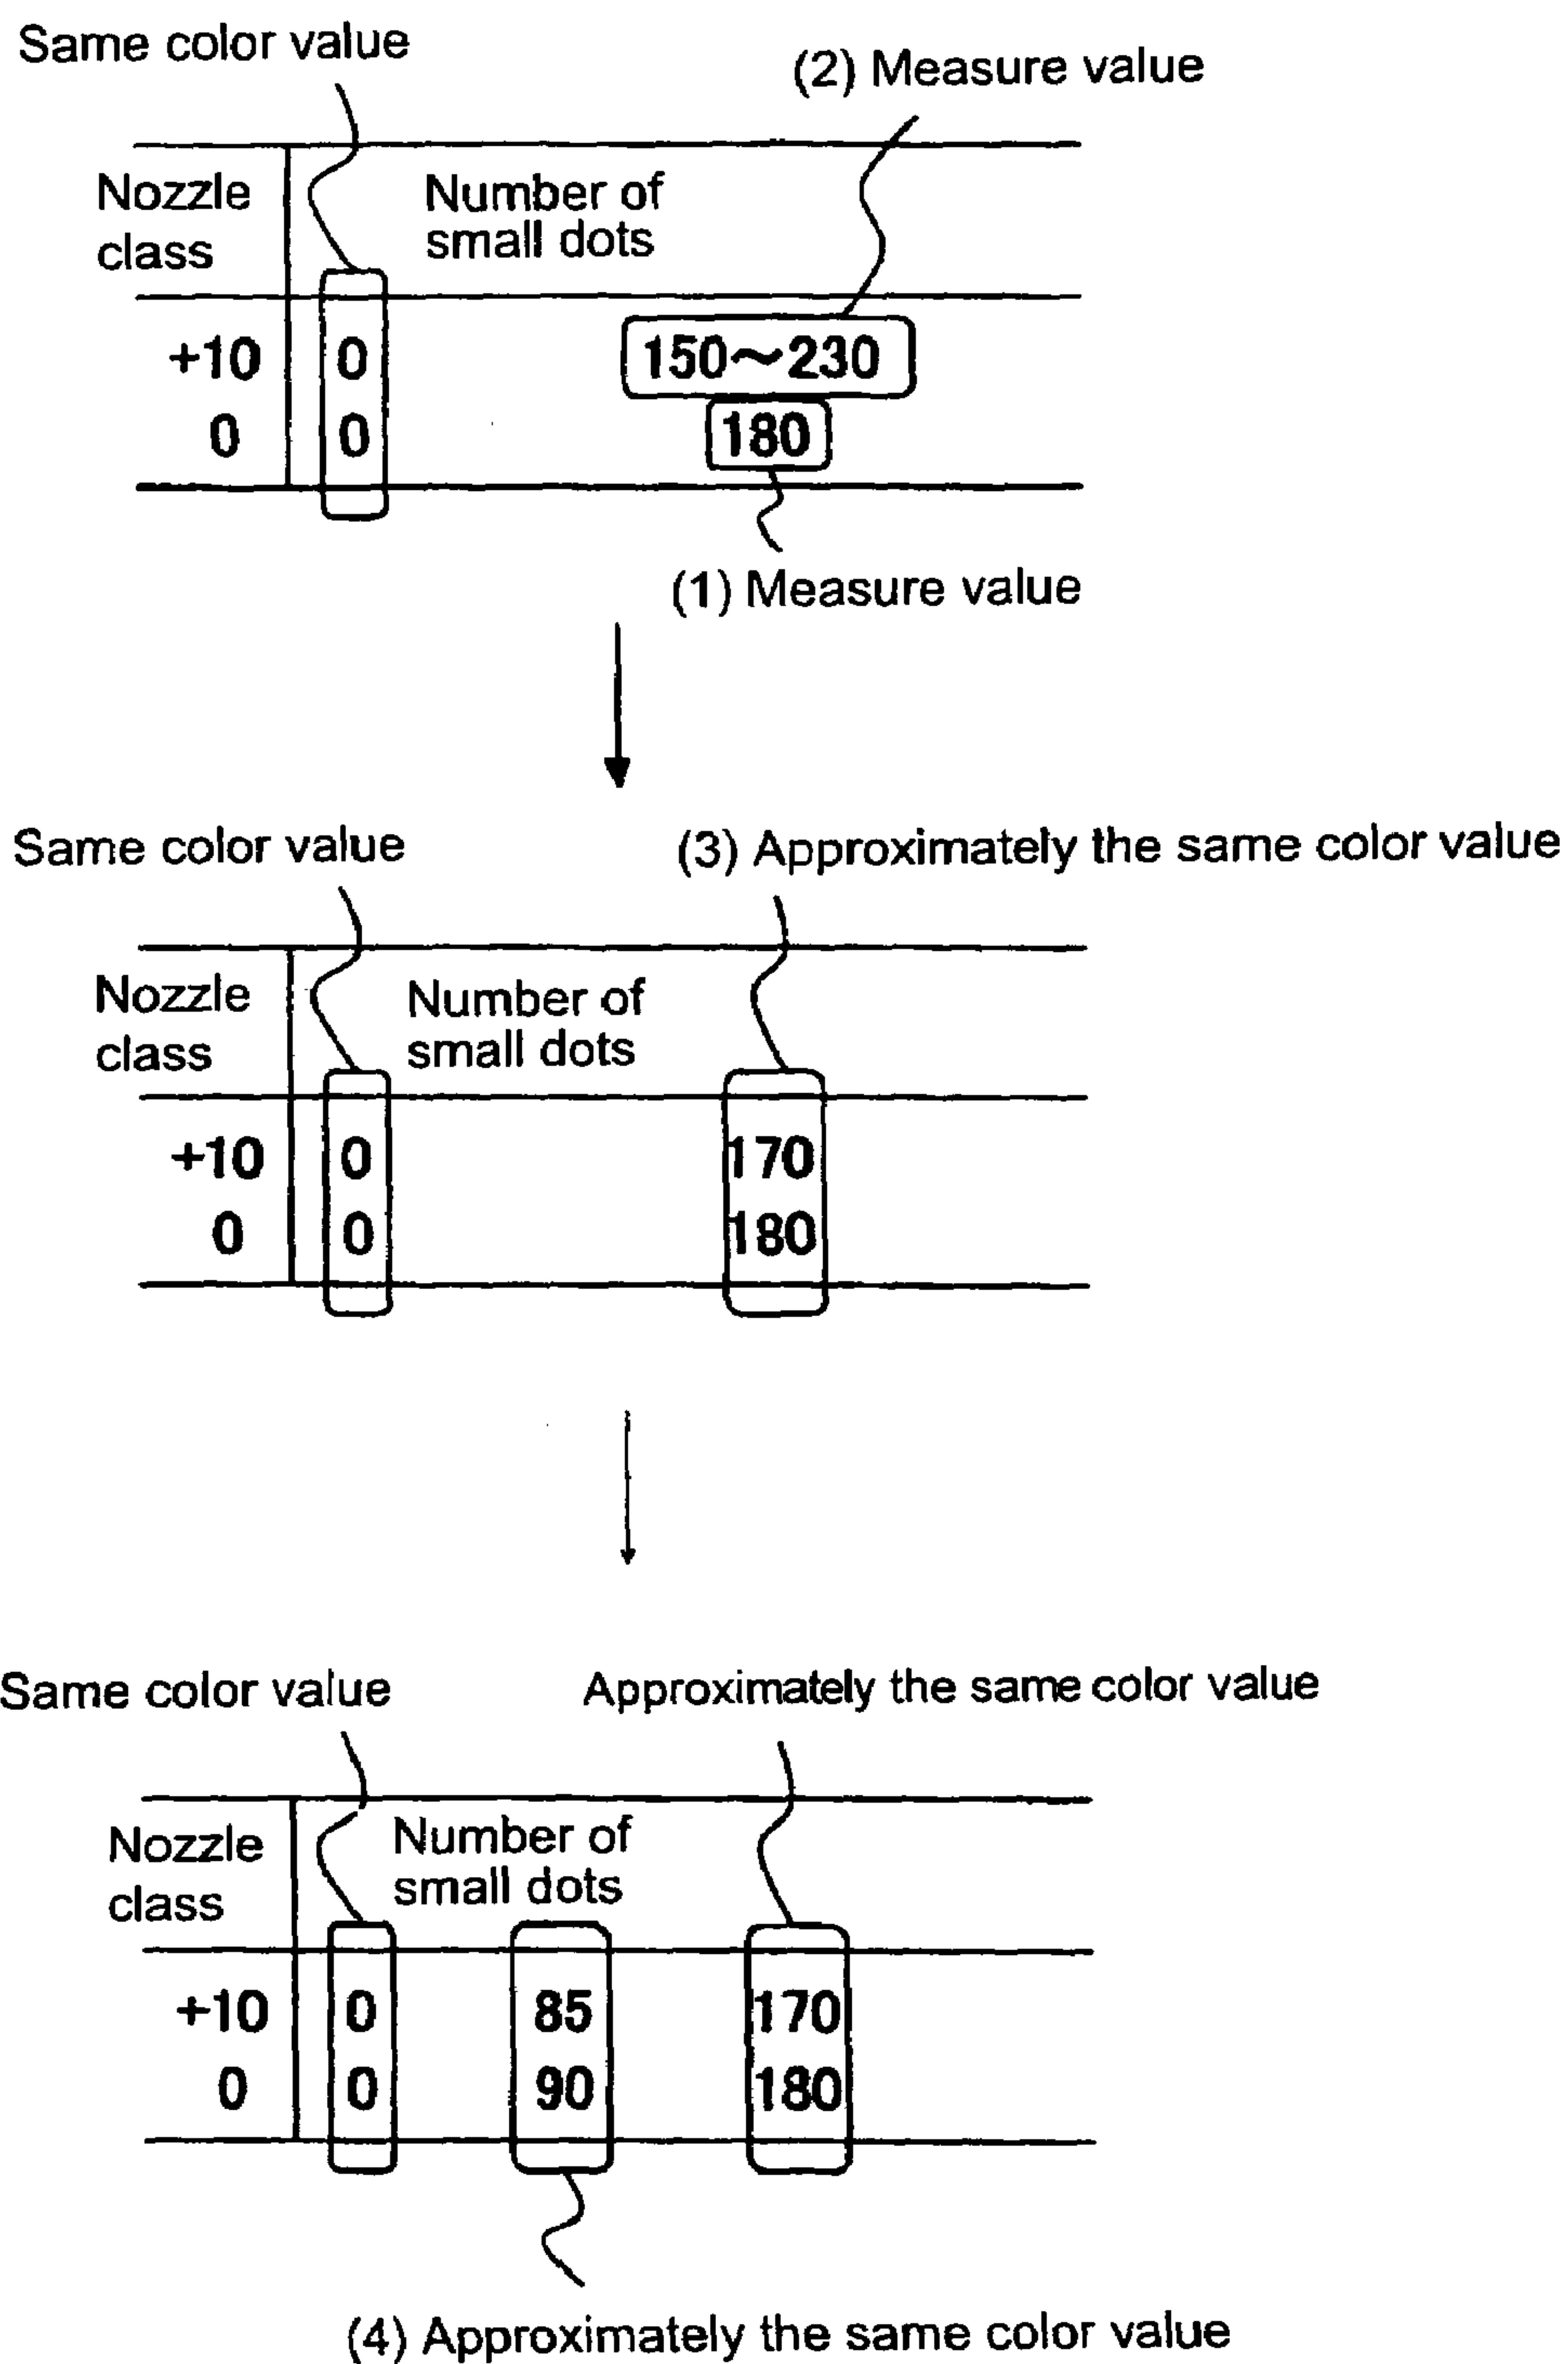 Same color value
(2) Measure value
Nozzle
class
Number of
small dots
+10 0 150～230
0 0 180
(1) Measure value
Same color value
(3) Approximately the same color value
Nozzle
class
Number of
small dots
+10 0 170
0 0 180
Same color value
Approximately the same color value
Nozzle
class
Number of
small dots
+10 0 85 170
0 0 90 180
(4) Approximately the same color value